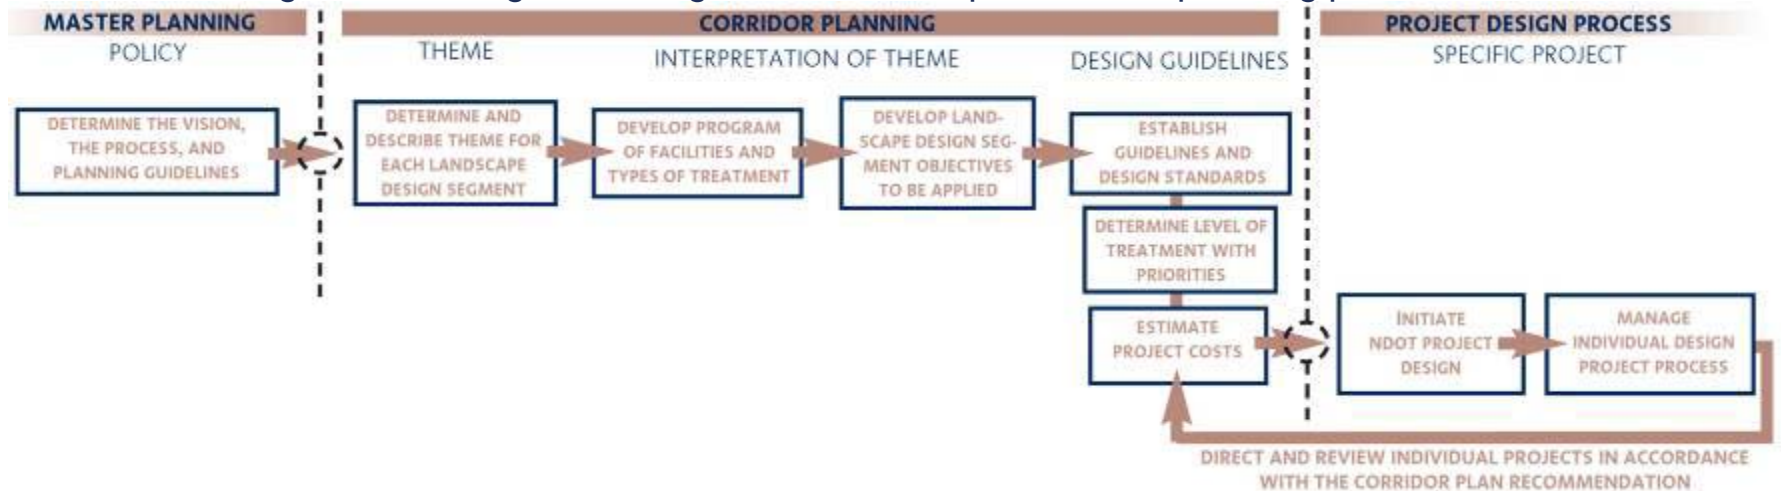 MASTER PLANNING
CORRIDOR PLANNING
PROJECT DESIGN PROCESS
POLICY
THEME
INTERPRETATION OF THEME
DESIGN GUIDELINES
SPECIFIC PROJECT
DETERMINE THE VISION,
THE PROCESS, AND
PLANNING GUIDELINES
DETERMINE AND
DESCRIBE THEME FOR
EACH LANDSCAPE
DESIGN SEGMENT
DEVELOP PROGRAM
OF FACILITIES AND
TYPES OF TREATMENT
DEVELOP LAND-
SCAPE DESIGN SEG-
MENT OBJECTIVES
TO BE APPLIED
ESTABLISH
GUIDELINES AND
DESIGN STANDARDS
DETERMINE LEVEL OF
TREATMENT WITH
PRIORITIES
ESTIMATE
PROJECT COSTS
INITIATE
NDOT PROJECT
DESIGN
MANAGE
INDIVIDUAL DESIGN
PROJECT PROCESS
DIRECT AND REVIEW INDIVIDUAL PROJECTS IN ACCORDANCE
WITH THE CORRIDOR PLAN RECOMMENDATION